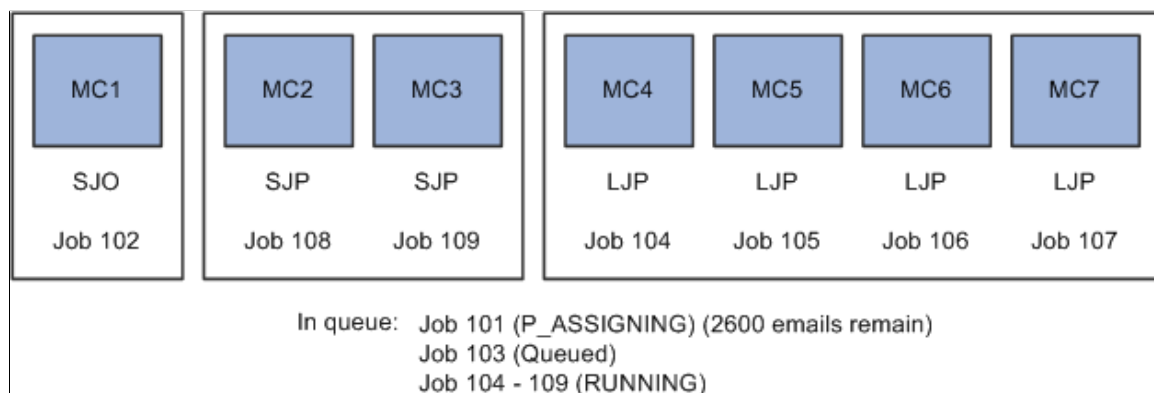 MC1 MC2 MC3 MC4 MC5 MC6 MC7
SJO SJP SJP LJP LJP LJP LJP
Job 102 Job 108 Job 109 Job 104 Job 105 Job 106 Job 107
In queue: Job 101 (P_ASSIGNING) (2600 emails remain)
Job 103 (Queued)
Job 104 - 109 (RUNNING)